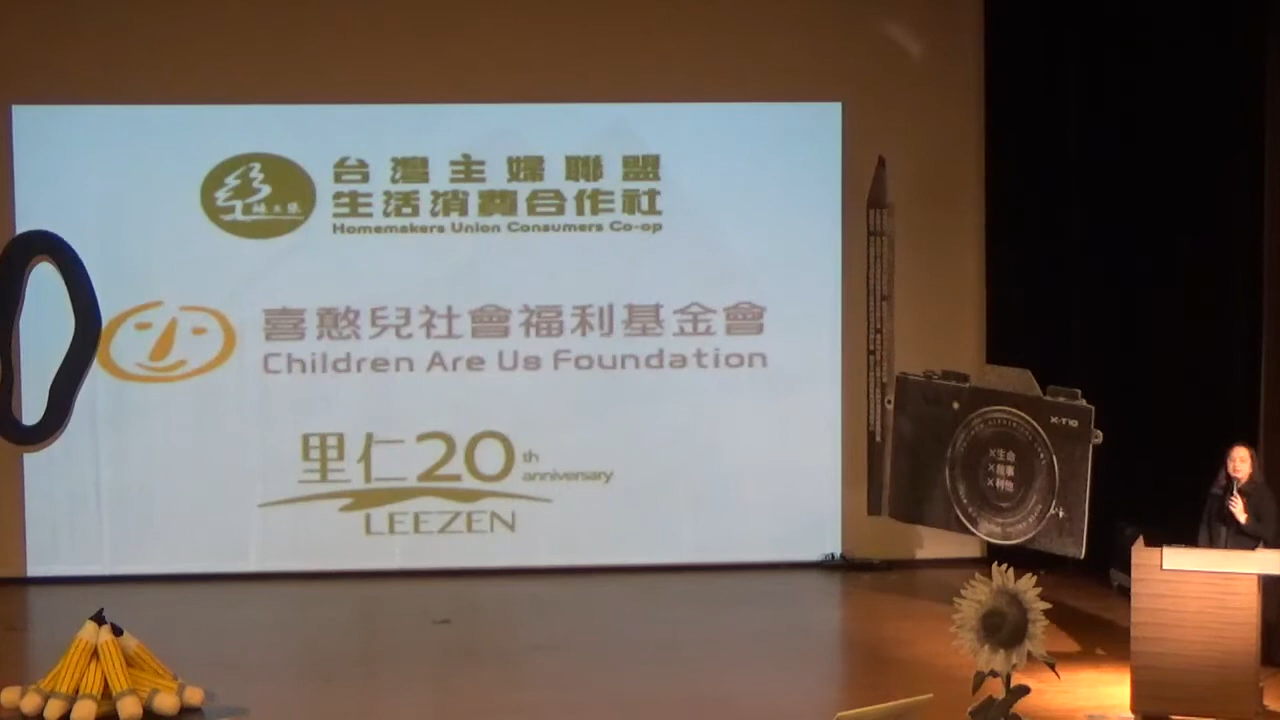 台灣主婦聯盟
生活消費合作社
Homemakers Union Consumers Co-op
喜憨兒社會福利基金會
Children Are Us Foundation
里仁20th
anniversary
LEEZEN
X-T10
×生命
×敘事
×利他